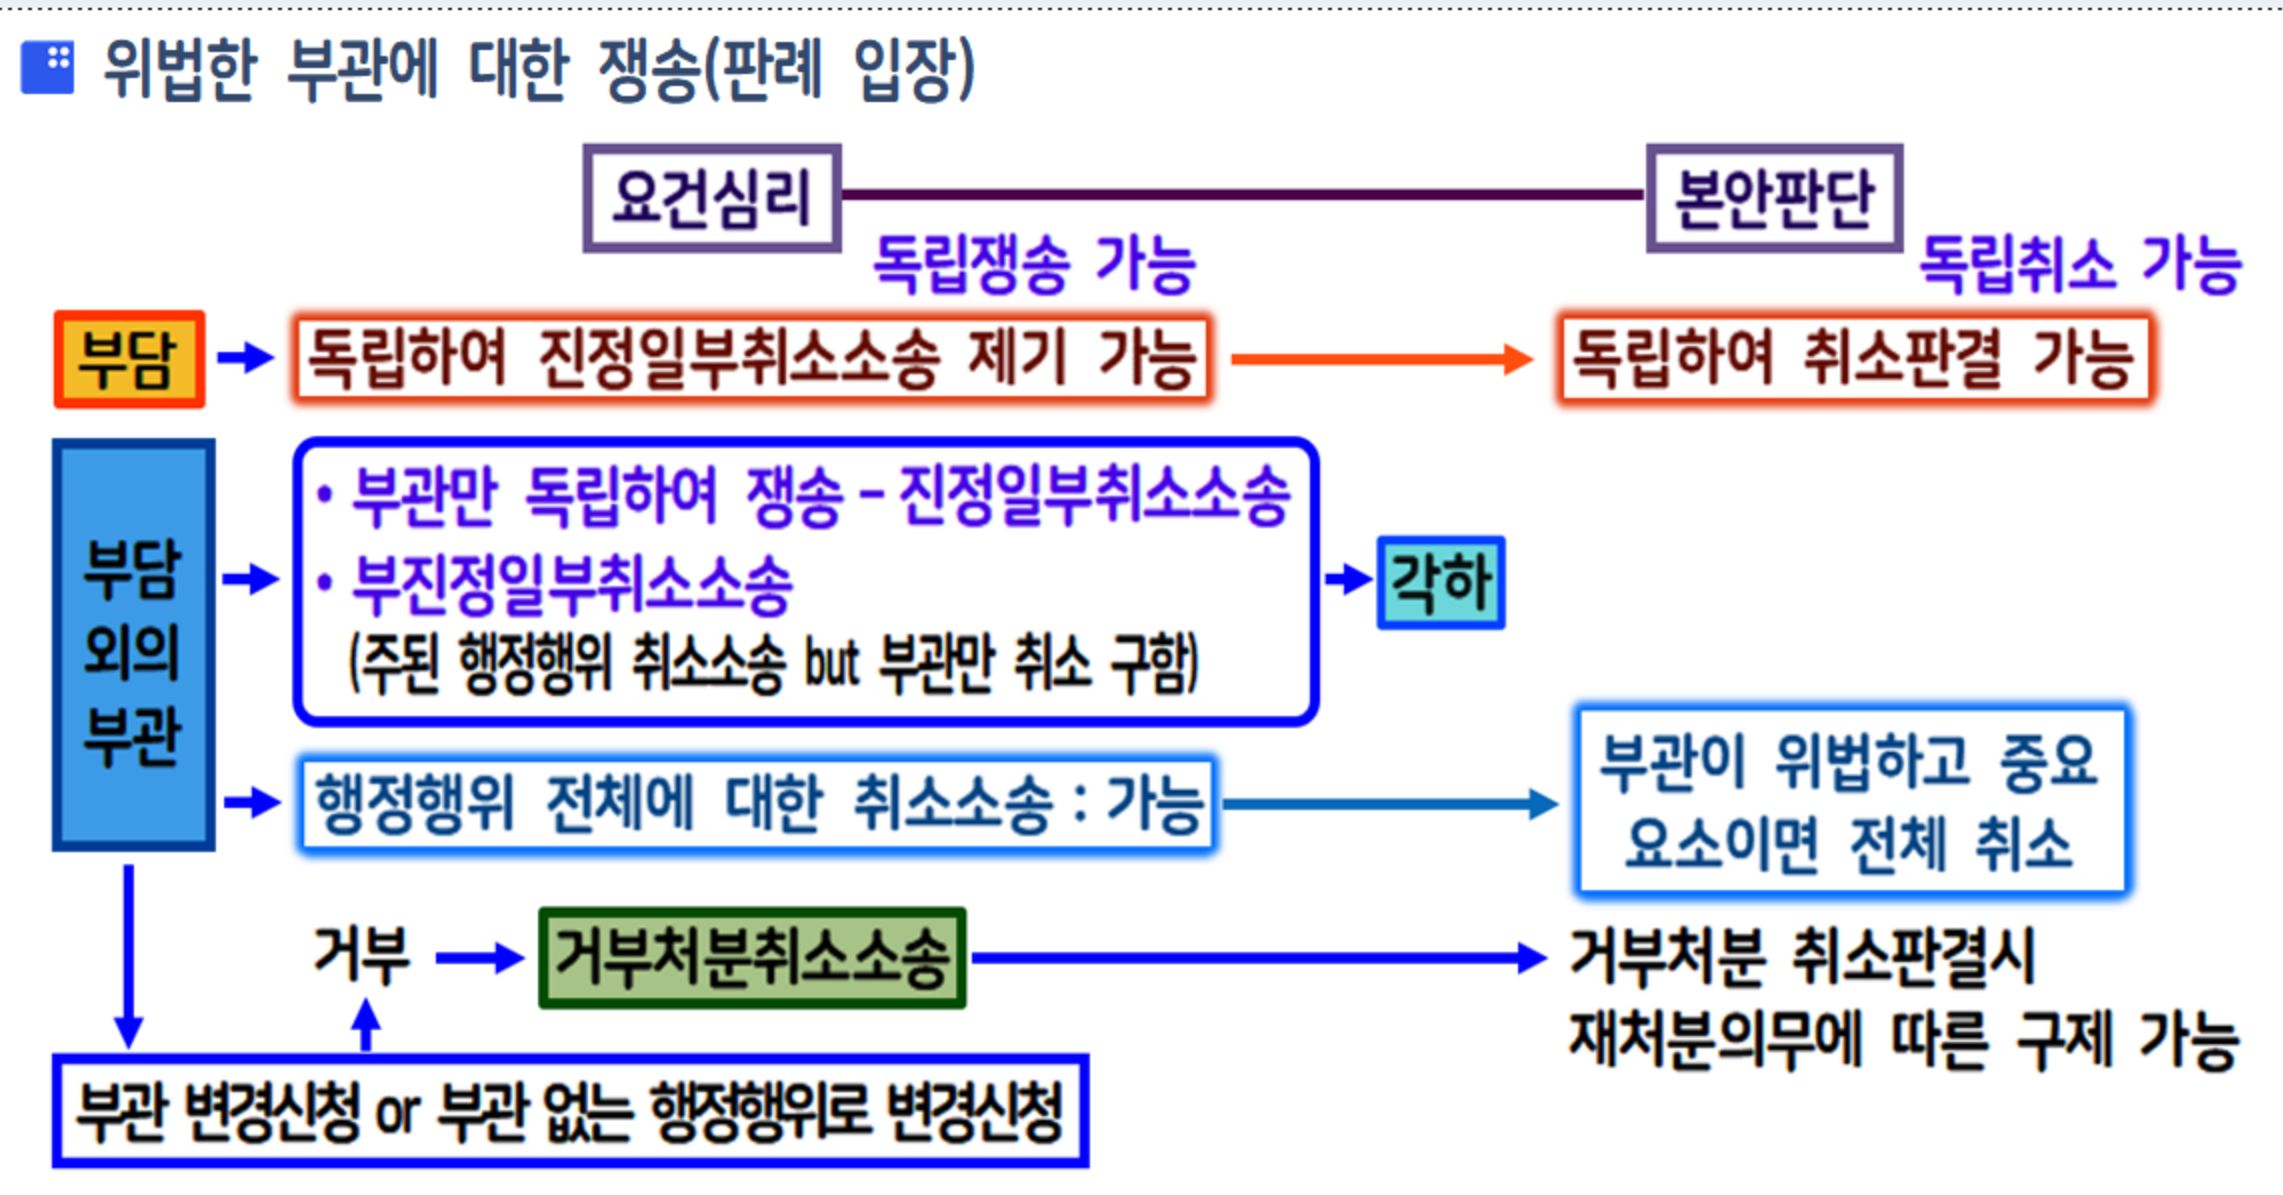 위법한 부관에 대한 쟁송(판례 입장)
요건심리
본안판단
독립쟁송 가능
독립취소 가능
부담
독립하여 진정일부취소소송 제기 가능
독립하여 취소판결 가능
부담
외의
부관
• 부관만 독립하여 쟁송 – 진정일부취소소송
• 부진정일부취소소송
(주된 행정행위 취소소송 but 부관만 취소 구함)
각하
행정행위 전체에 대한 취소소송 : 가능
부관이 위법하고 중요
요소이면 전체 취소
거부
거부처분취소소송
거부처분 취소판결시
재처분의무에 따른 구제 가능
부관 변경신청 or 부관 없는 행정행위로 변경신청